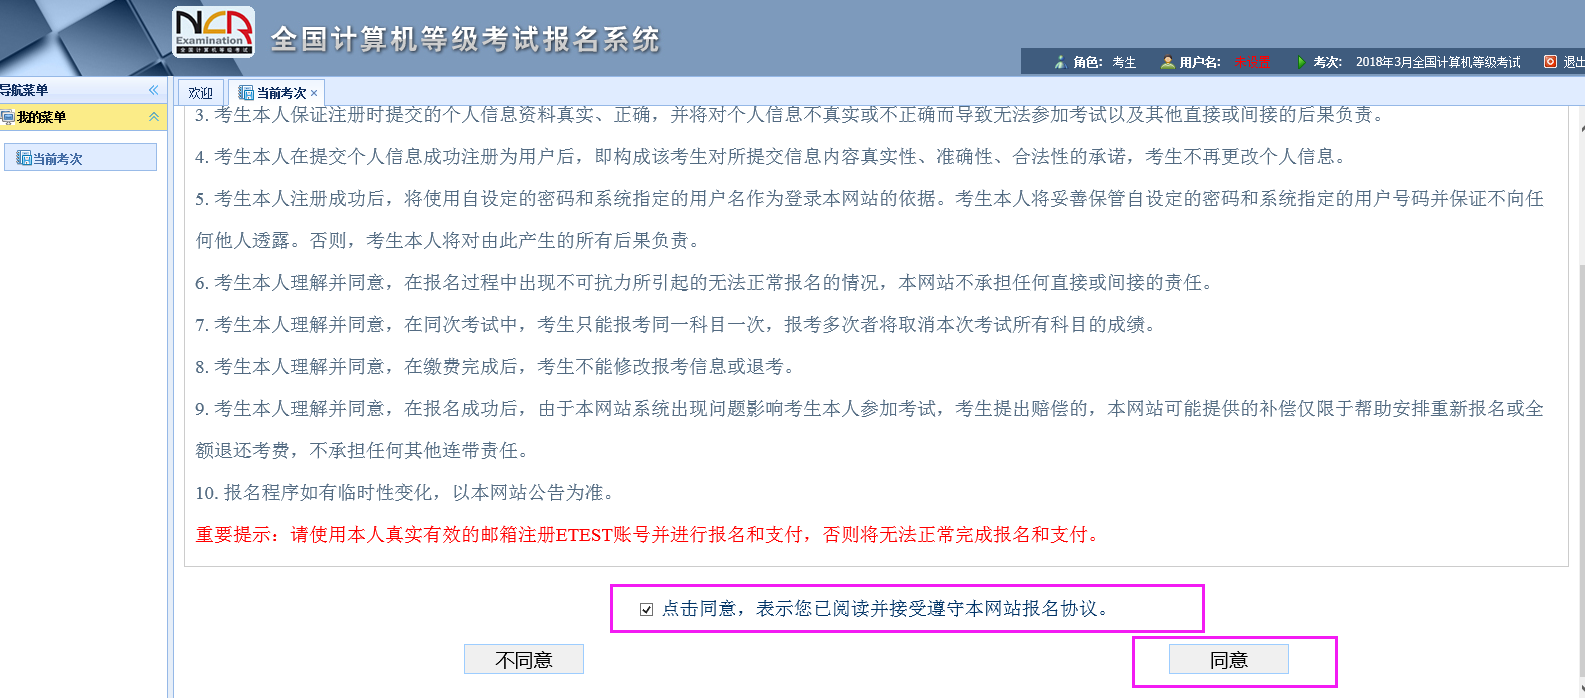 NCR
Examination
全国计算机等级考试
全国计算机等级考试报名系统
角色: 考生 用户名: 考次: 2018年3月全国计算机等级考试 退出
导航菜单
欢迎 当前考次 ×
我的菜单
当前考次
3. 考生本人保证注册时提交的个人信息资料真实、正确，并将对个人信息不真实或不正确而导致无法参加考试以及其他直接或间接的后果负责。
4. 考生本人在提交个人信息成功注册为用户后，即构成该考生对所提交信息内容真实性、准确性、合法性的承诺，考生不再更改个人信息。
5. 考生本人注册成功后，将使用自设定的密码和系统指定的用户名作为登录本网站的依据。考生本人将妥善保管自设定的密码和系统指定的用户号码并保证不向任
何他人透露。否则，考生本人将对由此产生的所有后果负责。
6. 考生本人理解并同意，在报名过程中出现不可抗力所引起的无法正常报名的情况，本网站不承担任何直接或间接的责任。
7. 考生本人理解并同意，在同次考试中，考生只能报考同一科目一次，报考多次者将取消本次考试所有科目的成绩。
8. 考生本人理解并同意，在缴费完成后，考生不能修改报考信息或退考。
9. 考生本人理解并同意，在报名成功后，由于本网站系统出现问题影响考生本人参加考试，考生提出赔偿的，本网站可能提供的补偿仅限于帮助安排重新报名或全
额退还考费，不承担任何其他连带责任。
10. 报名程序如有临时性变化，以本网站公告为准。
重要提示：请使用本人真实有效的邮箱注册ETEST账号并进行报名和支付，否则将无法正常完成报名和支付。
点击同意，表示您已阅读并接受遵守本网站报名协议。
不同意 同意